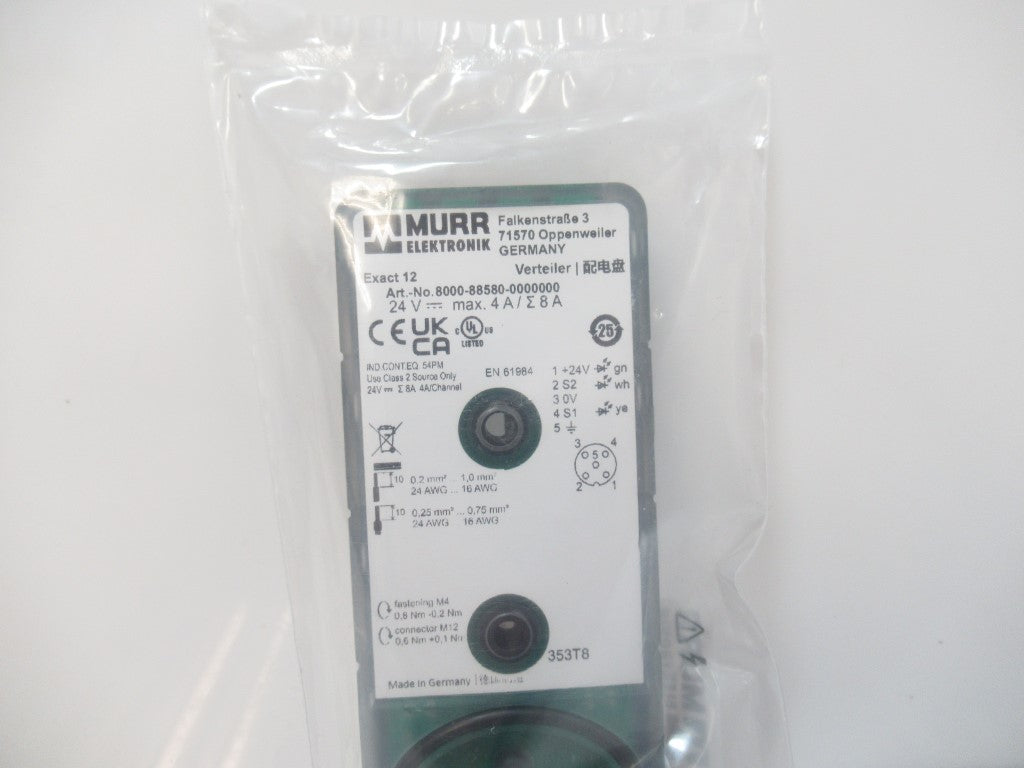 MURR
ELEKTRONIK
Falkenstraße 3
71570 Oppenweiler
GERMANY
Verteiler | 配电盘
Exact 12
Art.-No. 8000-88580-0000000
24 V ⎓ max. 4 A / Σ 8 A
CE UK CA c UL US LISTED
25
IND.CONT.EQ. 54PM
Use Class 2 Source Only
24V ⎓ Σ 8A 4A/Channel
EN 61984
1 +24V gn
2 S2 wh
3 0V
4 S1 ye
5 ⏚
3 4
5
2 1
10 0,2 mm² ... 1,0 mm²
24 AWG ... 16 AWG
10 0,25 mm² ... 0,75 mm²
24 AWG 18 AWG
fastening M4
0,8 Nm -0,2 Nm
connector M12
0,6 Nm +0,1 Nm
353T8
Made in Germany |